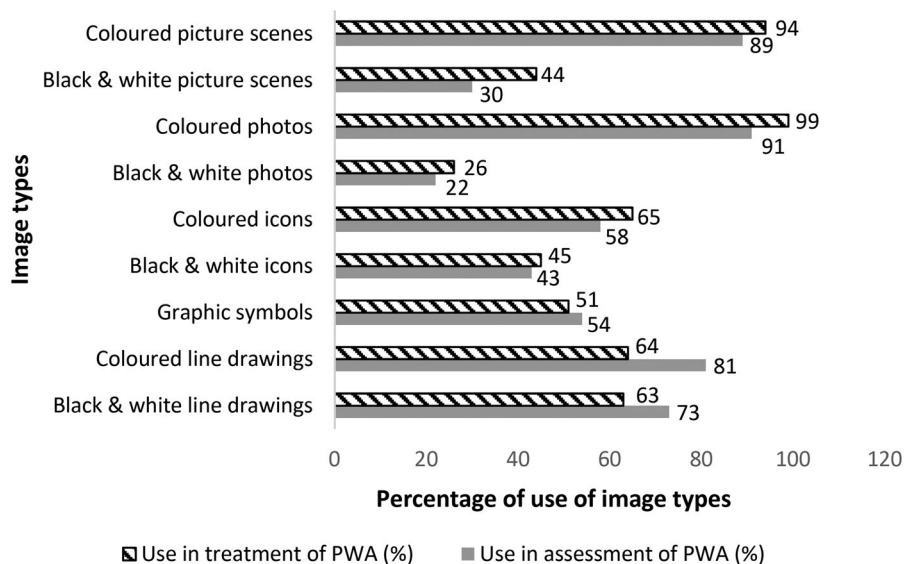 Image types
Coloured picture scenes
94
89
Black & white picture scenes
44
30
Coloured photos
99
91
Black & white photos
26
22
Coloured icons
65
58
Black & white icons
45
43
Graphic symbols
51
54
Coloured line drawings
64
81
Black & white line drawings
63
73
0 20 40 60 80 100 120
Percentage of use of image types
Use in treatment of PWA (%) Use in assessment of PWA (%)